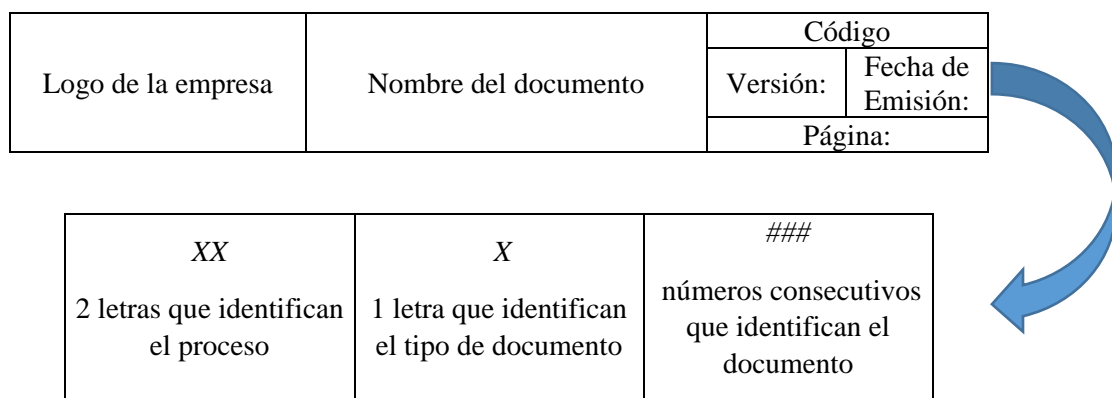 Logo de la empresa
Nombre del documento
Código
Versión:
Fecha de
Emisión:
Página:
XX
2 letras que identifican
el proceso
X
1 letra que identifican
el tipo de documento
###
números consecutivos
que identifican el
documento